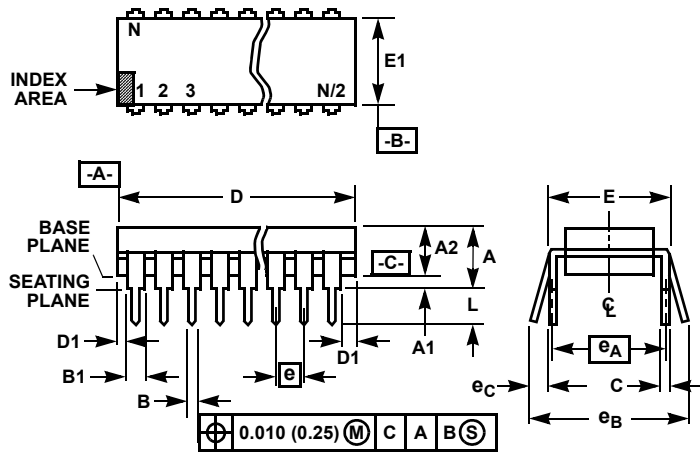 N
E1
INDEX
AREA
1 2 3 N/2
-B-
-A-
D
E
BASE
PLANE
A2
A
-C-
SEATING
PLANE
L
C
L
D1
A1
D1
eA
B1
e
eC
C
B
eB
0.010 (0.25) M C A B S